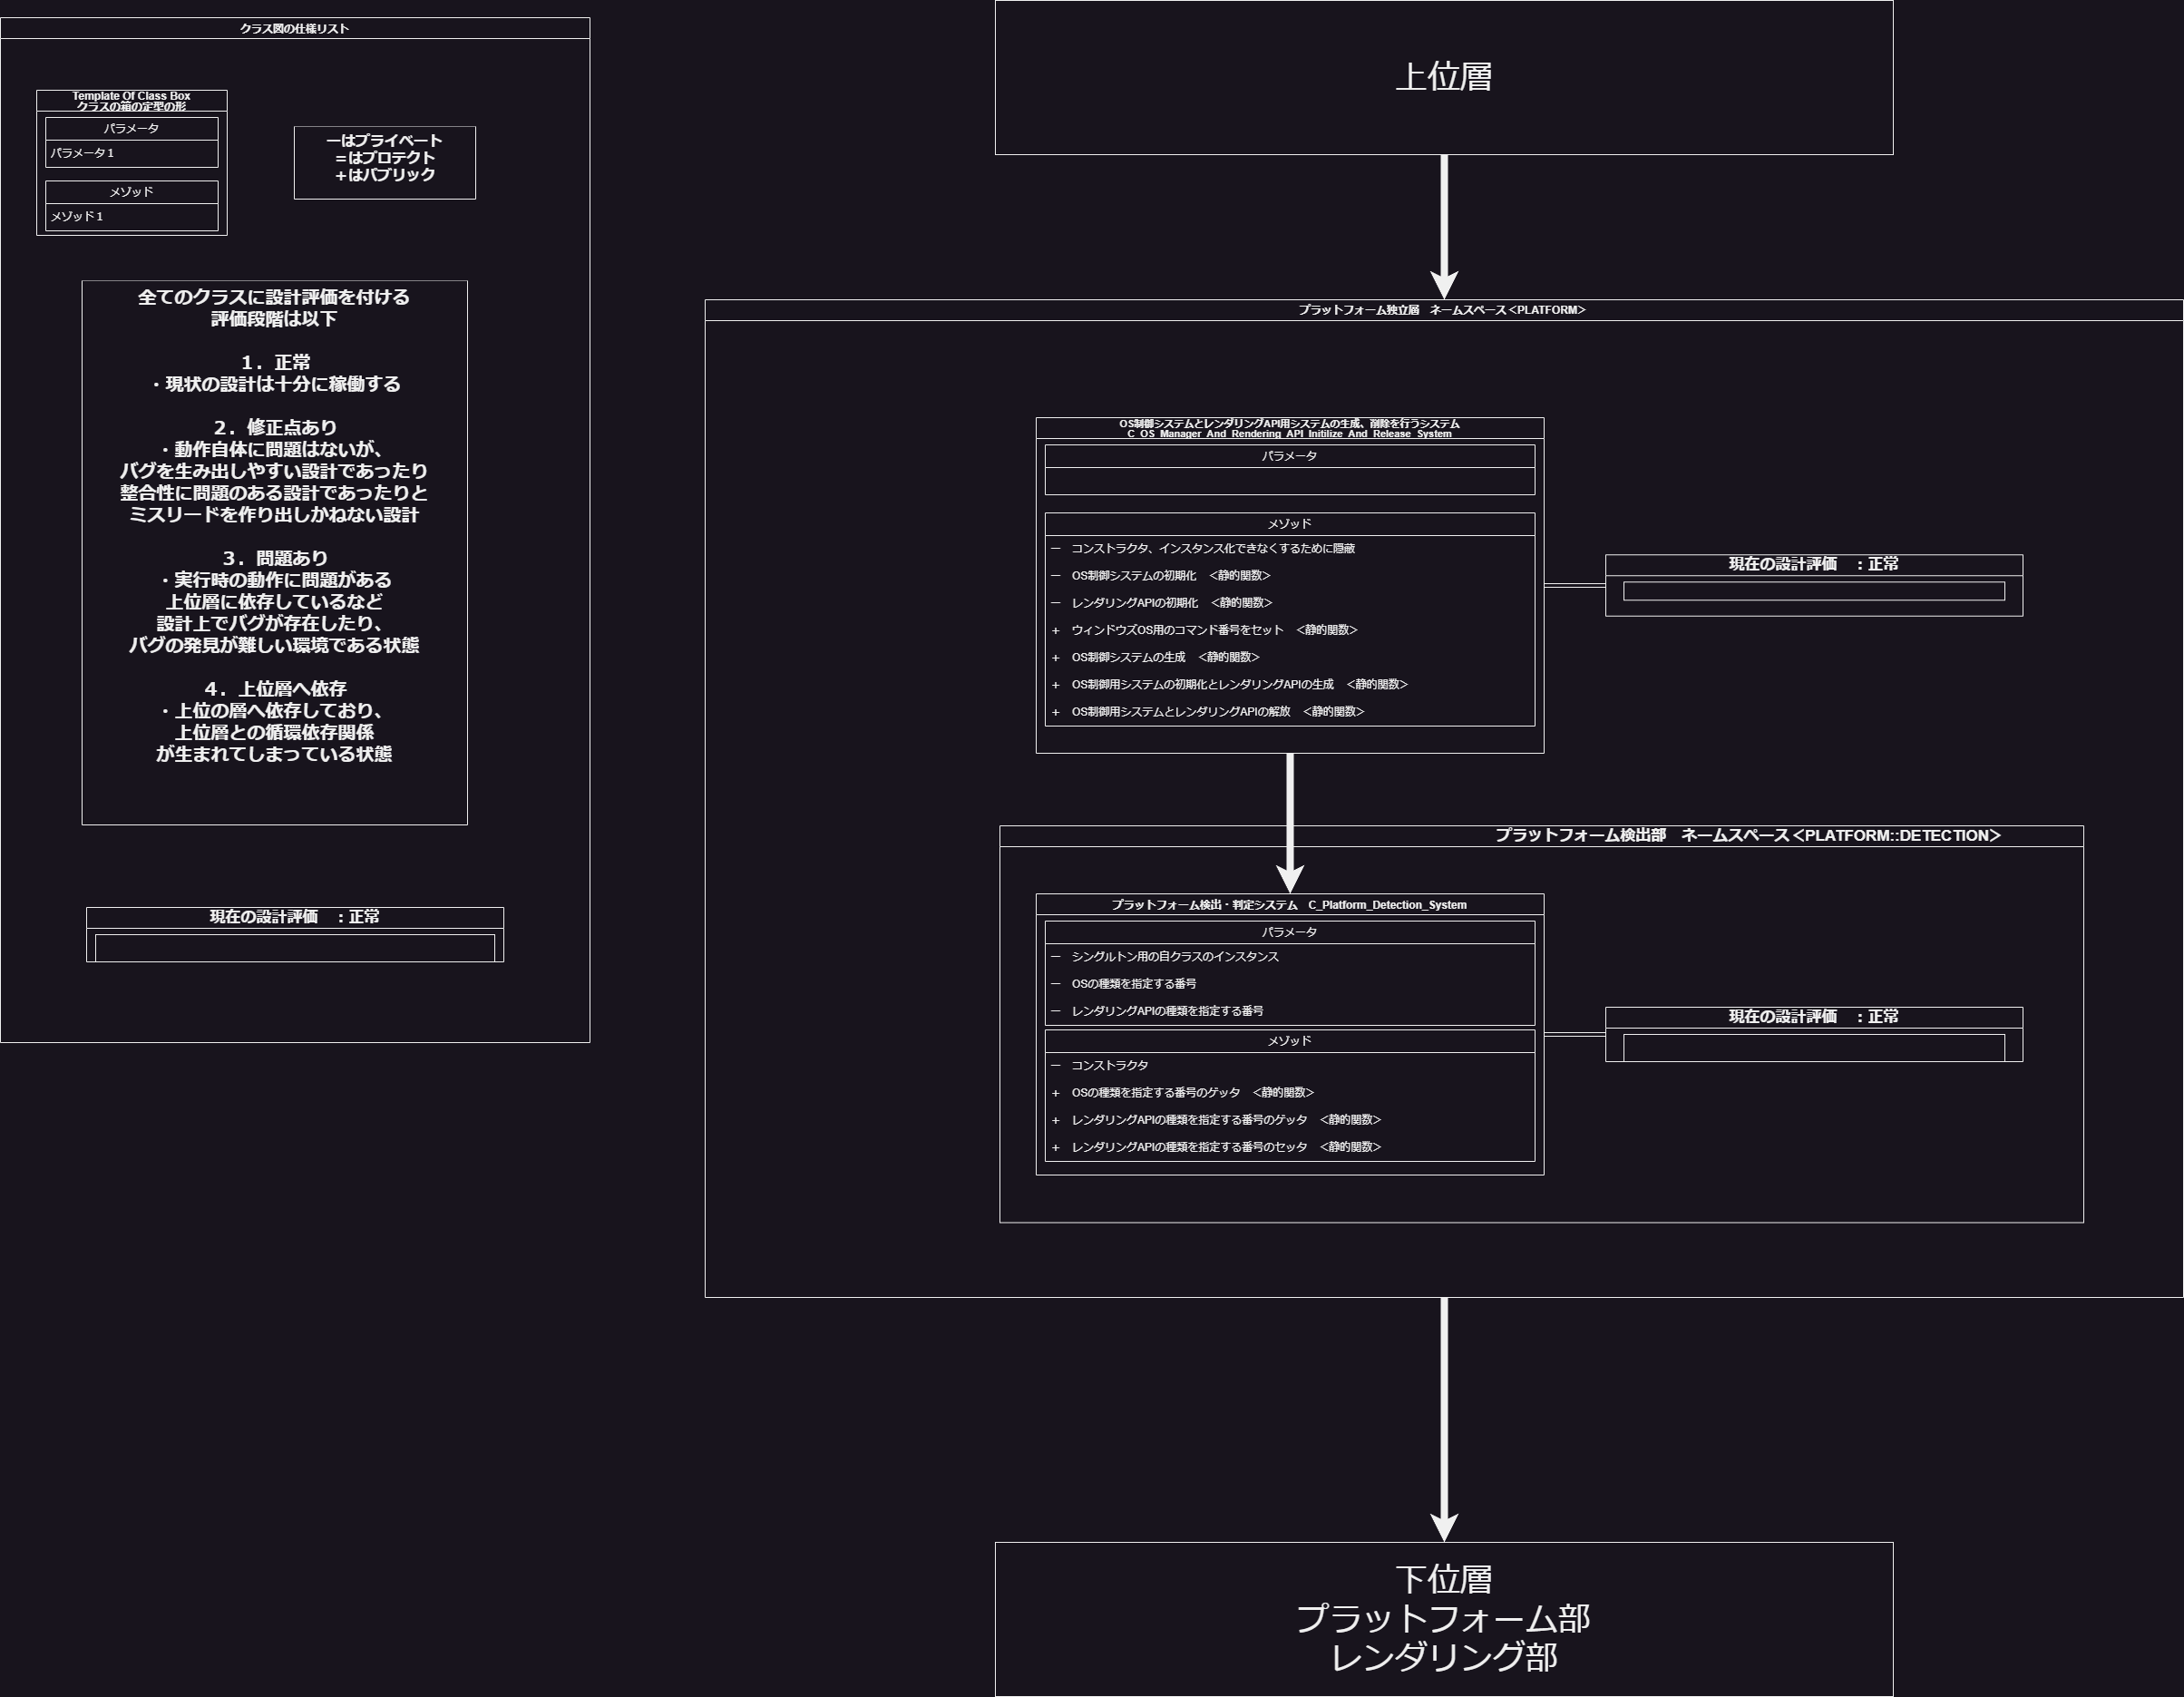 クラス図の仕様リスト
Template Of Class Box
クラスの箱の定型の形
パラメータ
パラメータ１
メゾッド
メゾッド１
―はプライベート
＝はプロテクト
＋はパブリック
全てのクラスに設計評価を付ける
評価段階は以下
１．正常
・現状の設計は十分に稼働する
２．修正点あり
・動作自体に問題はないが、
バグを生み出しやすい設計であったり
整合性に問題のある設計であったりと
ミスリードを作り出しかねない設計
３．問題あり
・実行時の動作に問題がある
上位層に依存しているなど
設計上でバグが存在したり、
バグの発見が難しい環境である状態
４．上位層へ依存
・上位の層へ依存しており、
上位層との循環依存関係
が生まれてしまっている状態
現在の設計評価　：正常
上位層
プラットフォーム独立層　ネームスペース＜PLATFORM＞
OS制御システムとレンダリングAPI用システムの生成、削除を行うシステム
C_OS_Manager_And_Rendering_API_Initilize_And_Release_System
パラメータ
メゾッド
―　コンストラクタ、インスタンス化できなくするために隠蔽
―　OS制御システムの初期化　＜静的関数＞
―　レンダリングAPIの初期化　＜静的関数＞
＋　ウィンドウズOS用のコマンド番号をセット　＜静的関数＞
＋　OS制御システムの生成　＜静的関数＞
＋　OS制御用システムの初期化とレンダリングAPIの生成　＜静的関数＞
＋　OS制御用システムとレンダリングAPIの解放　＜静的関数＞
現在の設計評価　：正常
プラットフォーム検出部　ネームスペース＜PLATFORM::DETECTION＞
プラットフォーム検出・判定システム　C_Platform_Detection_System
パラメータ
―　シングルトン用の自クラスのインスタンス
―　OSの種類を指定する番号
―　レンダリングAPIの種類を指定する番号
メゾッド
―　コンストラクタ
＋　OSの種類を指定する番号のゲッタ　＜静的関数＞
＋　レンダリングAPIの種類を指定する番号のゲッタ　＜静的関数＞
＋　レンダリングAPIの種類を指定する番号のセッタ　＜静的関数＞
現在の設計評価　：正常
下位層
プラットフォーム部
レンダリング部